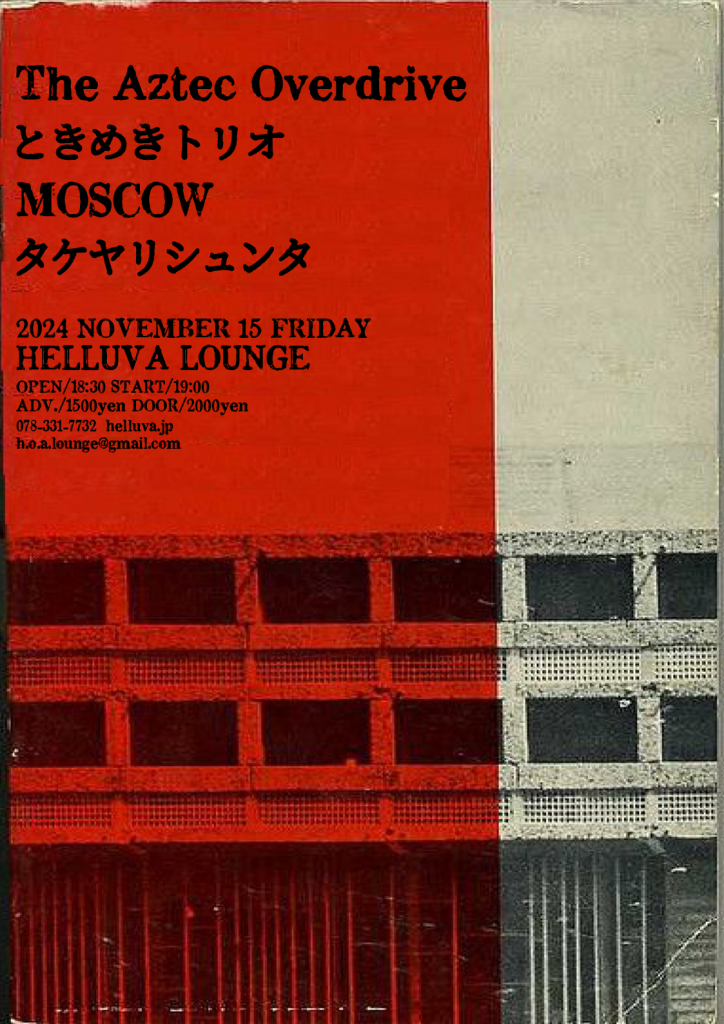 The Aztec Overdrive
ときめきトリオ
MOSCOW
タケヤリシュンタ
2024 NOVEMBER 15 FRIDAY
HELLUVA LOUNGE
OPEN/18:30 START/19:00
ADV./1500yen DOOR/2000yen
078-331-7732 helluva.jp
h.o.a.lounge@gmail.com